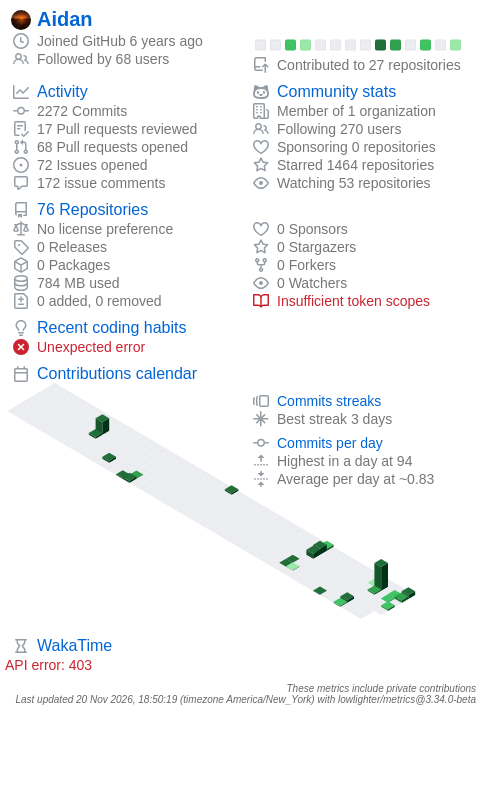 Aidan
Joined GitHub 6 years ago
Followed by 68 users
Contributed to 27 repositories
Activity
2272 Commits
17 Pull requests reviewed
68 Pull requests opened
72 Issues opened
172 issue comments
Community stats
Member of 1 organization
Following 270 users
Sponsoring 0 repositories
Starred 1464 repositories
Watching 53 repositories
76 Repositories
No license preference
0 Releases
0 Packages
784 MB used
0 added, 0 removed
0 Sponsors
0 Stargazers
0 Forkers
0 Watchers
Insufficient token scopes
Recent coding habits
Unexpected error
Contributions calendar
Commits streaks
Best streak 3 days
Commits per day
Highest in a day at 94
Average per day at ~0.83
WakaTime
API error: 403
These metrics include private contributions
Last updated 20 Nov 2026, 18:50:19 (timezone America/New_York) with lowlighter/metrics@3.34.0-beta